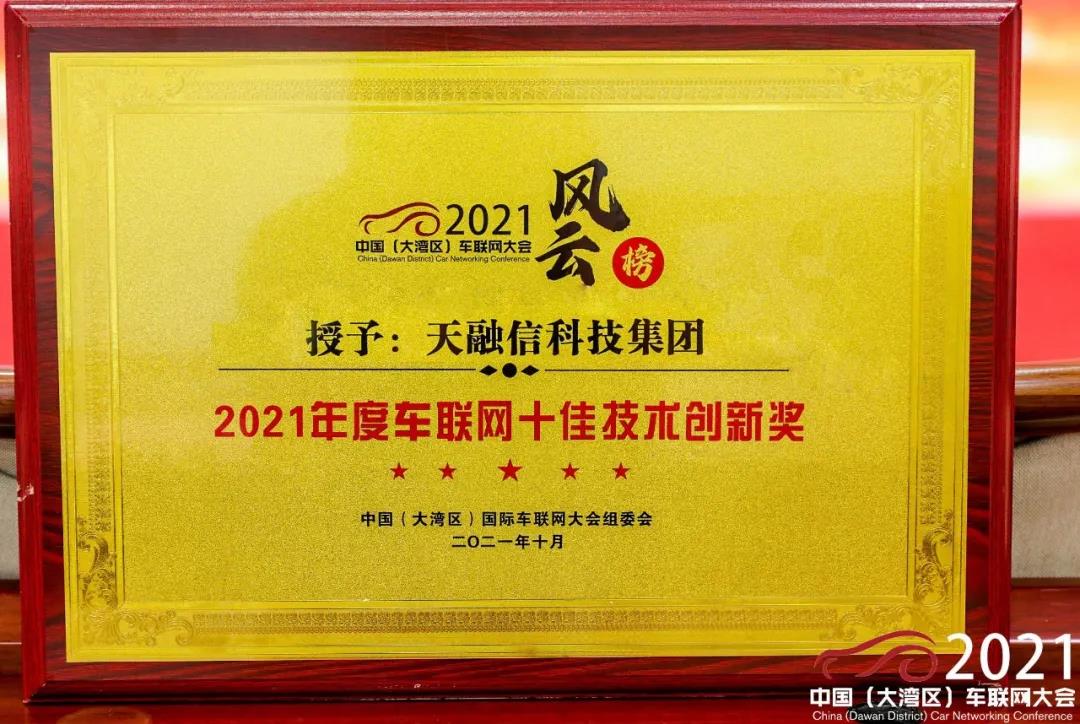 2021
中国(大湾区)车联网大会
China (Dawan District) Car Networking Conference
风云
榜
授予:天融信科技集团
2021年度车联网十佳技术创新奖
中国(大湾区)国际车联网大会组委会
二〇二一年十月
2021
中国(大湾区)车联网大会
China (Dawan District) Car Networking Conference